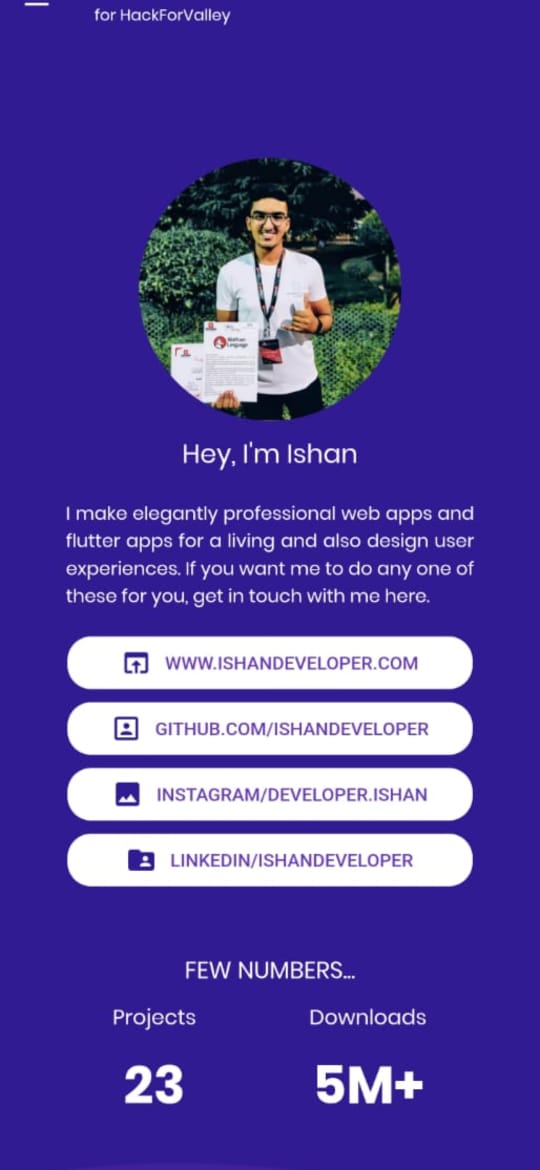 for HackForValley
Wolfram
Language
Hey, I'm Ishan
I make elegantly professional web apps and
flutter apps for a living and also design user
experiences. If you want me to do any one of
these for you, get in touch with me here.
WWW.ISHANDEVELOPER.COM
GITHUB.COM/ISHANDEVELOPER
INSTAGRAM/DEVELOPER.ISHAN
LINKEDIN/ISHANDEVELOPER
FEW NUMBERS...
Projects
Downloads
23
5M+